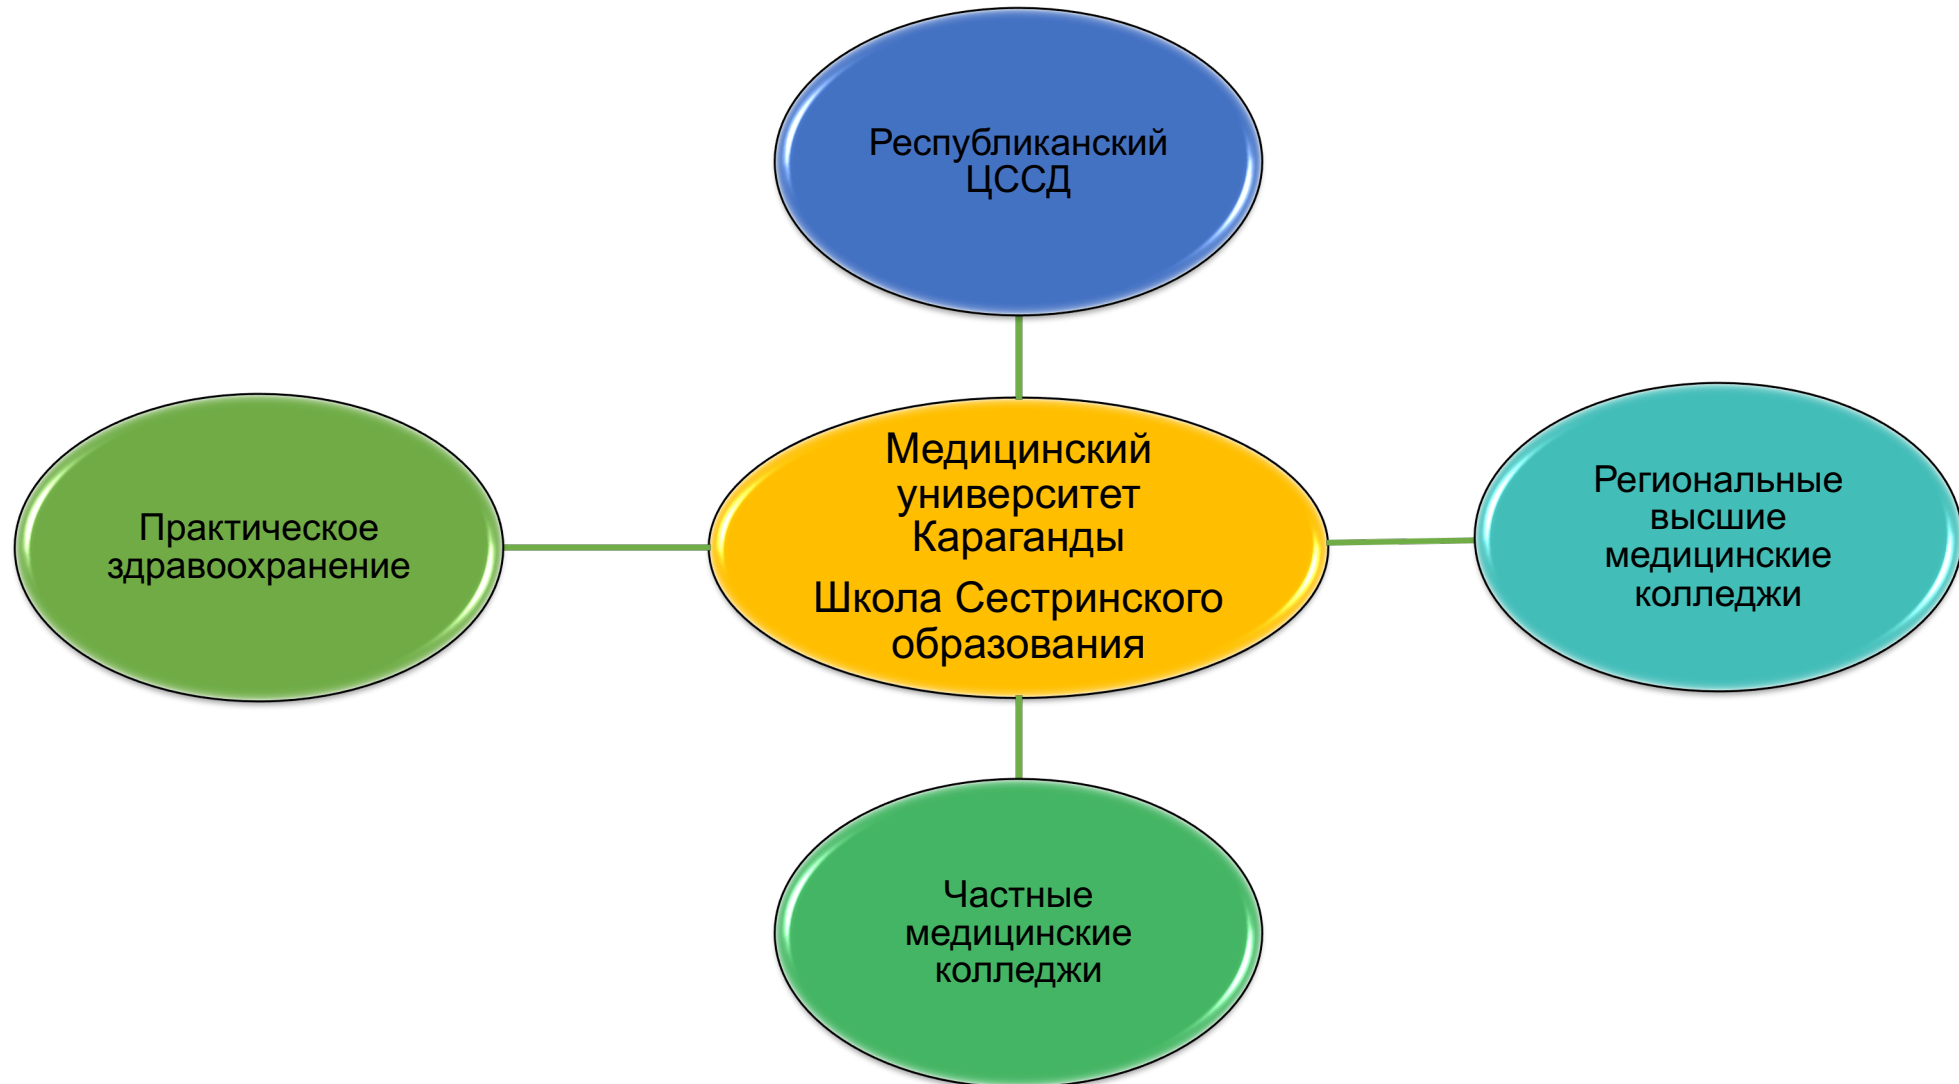 Республиканский
ЦССД
Практическое
здравоохранение
Медицинский
университет
Караганды
Школа Сестринского
образования
Региональные
высшие
медицинские
колледжи
Частные
медицинские
колледжи